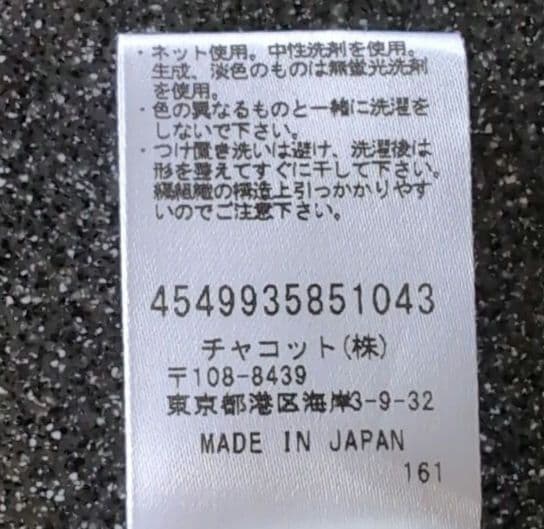 ・ネット使用。中性洗剤を使用。
生成、淡色のものは無蛍光洗剤
を使用。
・色の異なるものと一緒に洗濯を
しないで下さい。
・つけ置き洗いは避け、洗濯後は
形を整えてすぐに干して下さい。
編組織の構造上引っかかりやす
いのでご注意下さい。
4549935851043
チャコット(株)
〒108-8439
東京都港区海岸3-9-32
MADE IN JAPAN
161